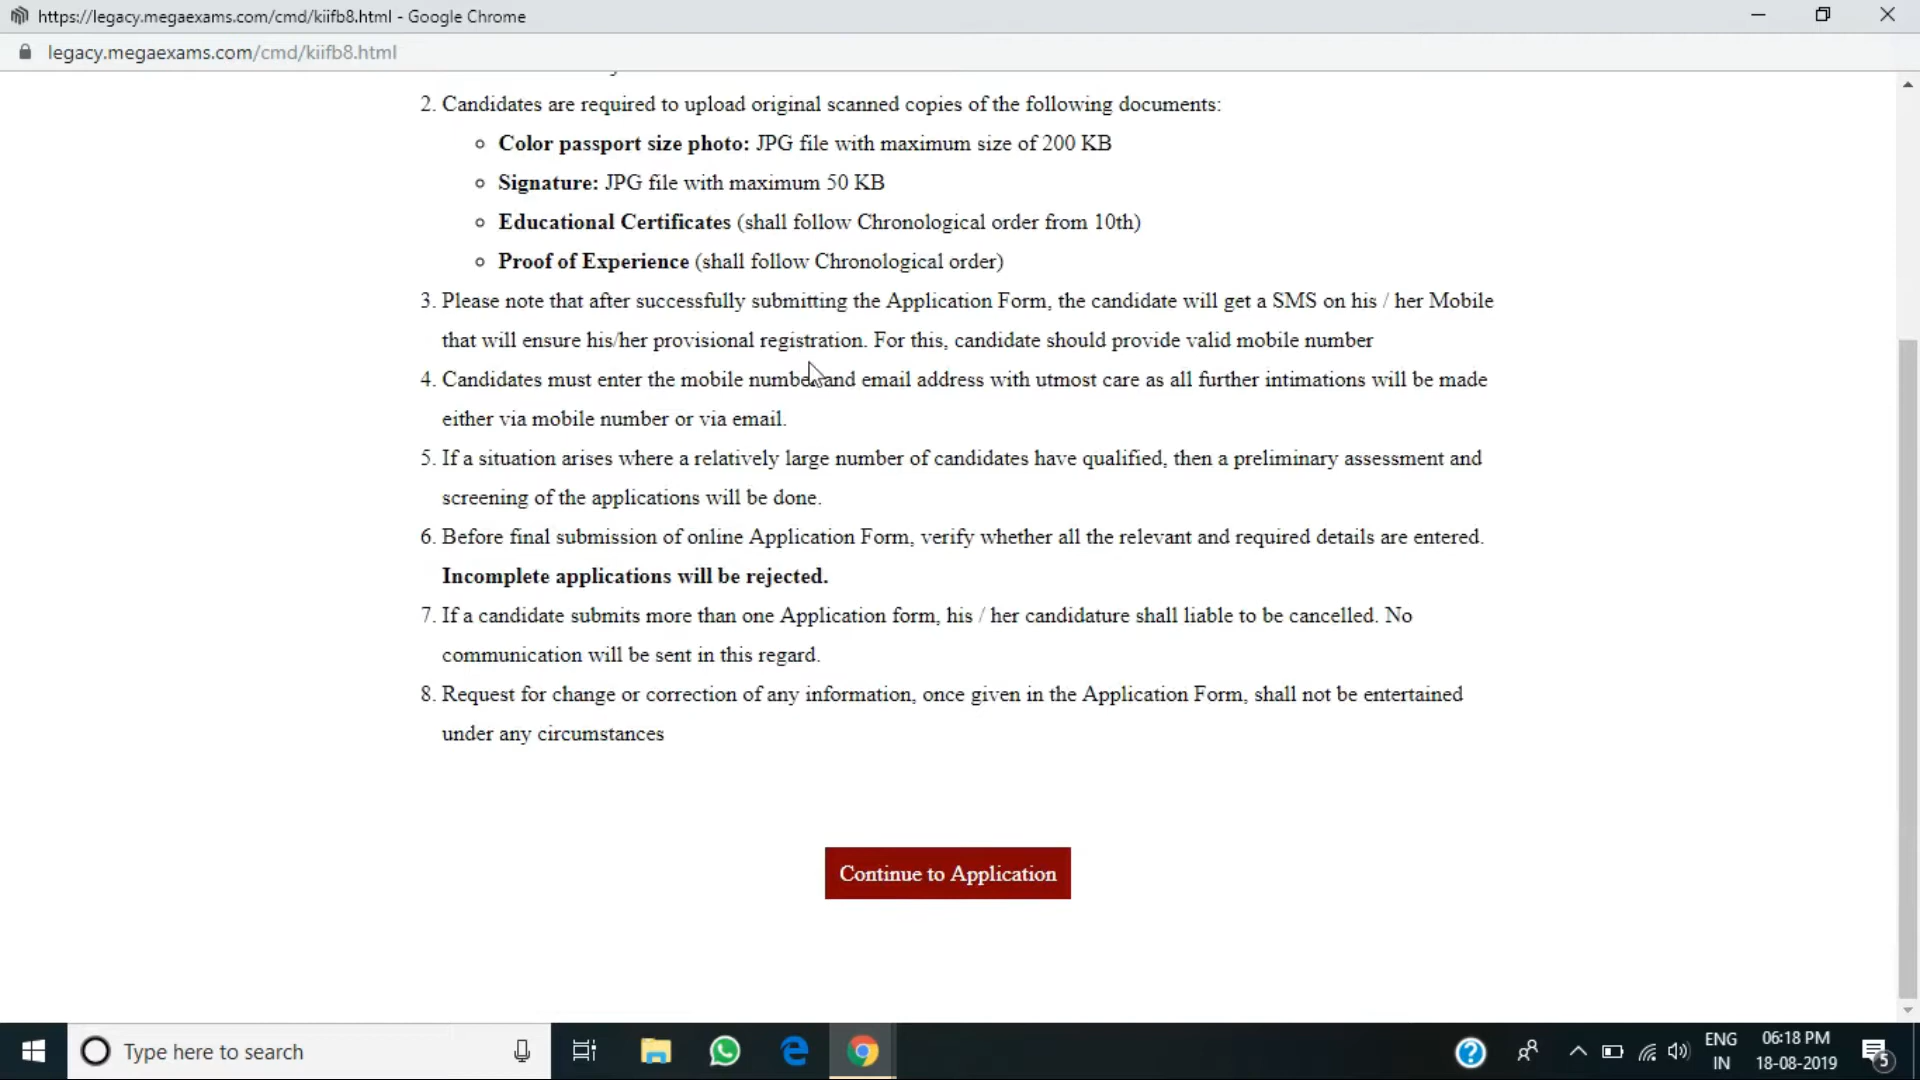 https://legacy.megaexams.com/cmd/kiifb8.html - Google Chrome
legacy.megaexams.com/cmd/kiifb8.html
2. Candidates are required to upload original scanned copies of the following documents:
Color passport size photo: JPG file with maximum size of 200 KB
Signature: JPG file with maximum 50 KB
Educational Certificates (shall follow Chronological order from 10th)
Proof of Experience (shall follow Chronological order)
3. Please note that after successfully submitting the Application Form, the candidate will get a SMS on his / her Mobile
that will ensure his/her provisional registration. For this, candidate should provide valid mobile number
4. Candidates must enter the mobile number and email address with utmost care as all further intimations will be made
either via mobile number or via email.
5. If a situation arises where a relatively large number of candidates have qualified, then a preliminary assessment and
screening of the applications will be done.
6. Before final submission of online Application Form, verify whether all the relevant and required details are entered.
Incomplete applications will be rejected.
7. If a candidate submits more than one Application form, his / her candidature shall liable to be cancelled. No
communication will be sent in this regard.
8. Request for change or correction of any information, once given in the Application Form, shall not be entertained
under any circumstances
Continue to Application
Type here to search
ENG
IN
06:18 PM
18-08-2019
5